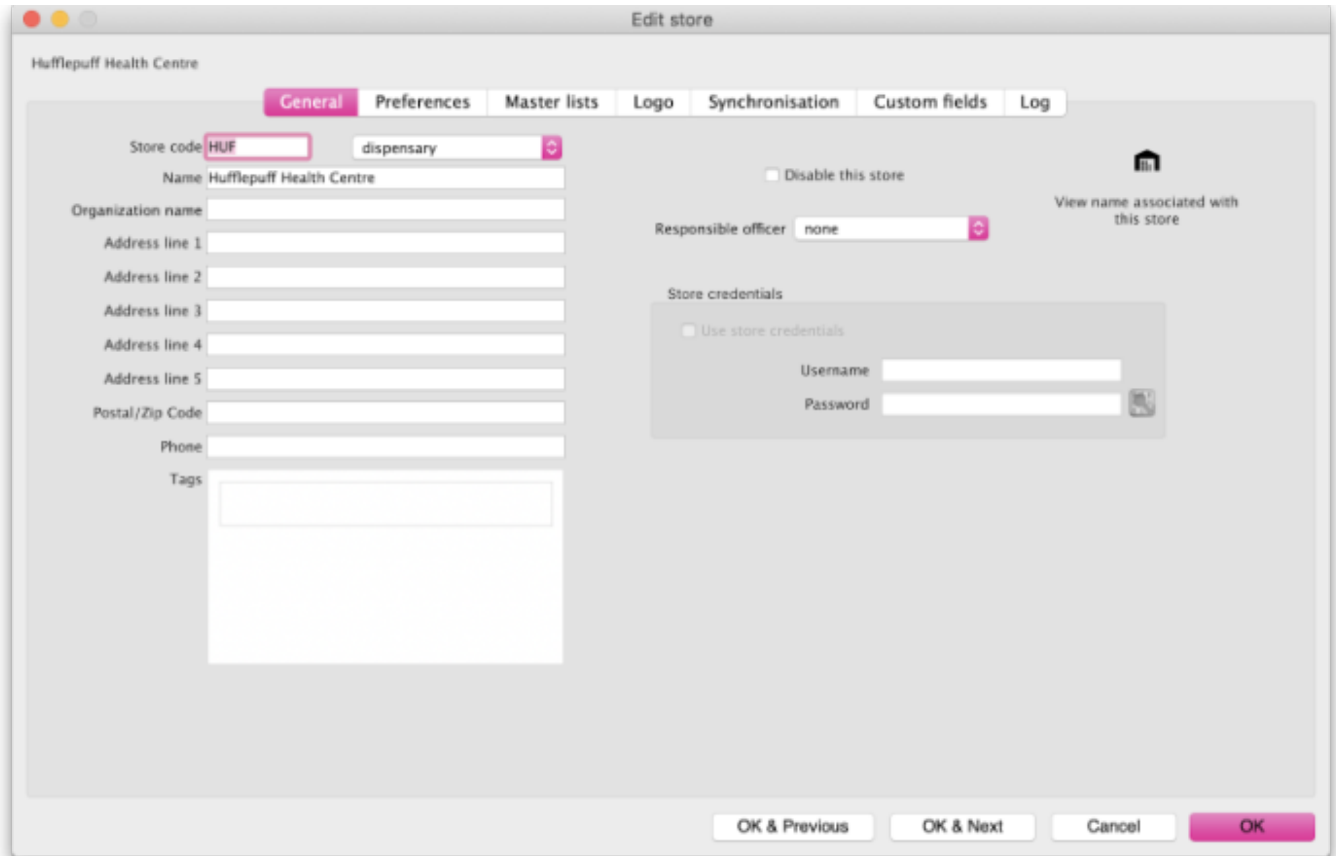 Edit store
Hufflepuff Health Centre
General Preferences Master lists Logo Synchronisation Custom fields Log
Store code HUF dispensary
Name Hufflepuff Health Centre
Organization name
Address line 1
Address line 2
Address line 3
Address line 4
Address line 5
Postal/Zip Code
Phone
Tags
Disable this store
Responsible officer none
View name associated with
this store
Store credentials
Use store credentials
Username
Password
OK & Previous OK & Next Cancel OK